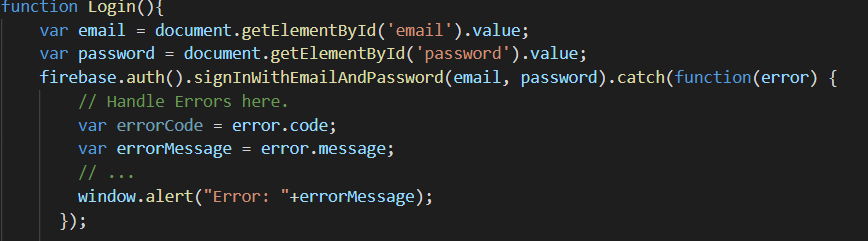 function Login(){
var email = document.getElementById('email').value;
var password = document.getElementById('password').value;
firebase.auth().signInWithEmailAndPassword(email, password).catch(function(error) {
// Handle Errors here.
var errorCode = error.code;
var errorMessage = error.message;
// ...
window.alert("Error: "+errorMessage);
});